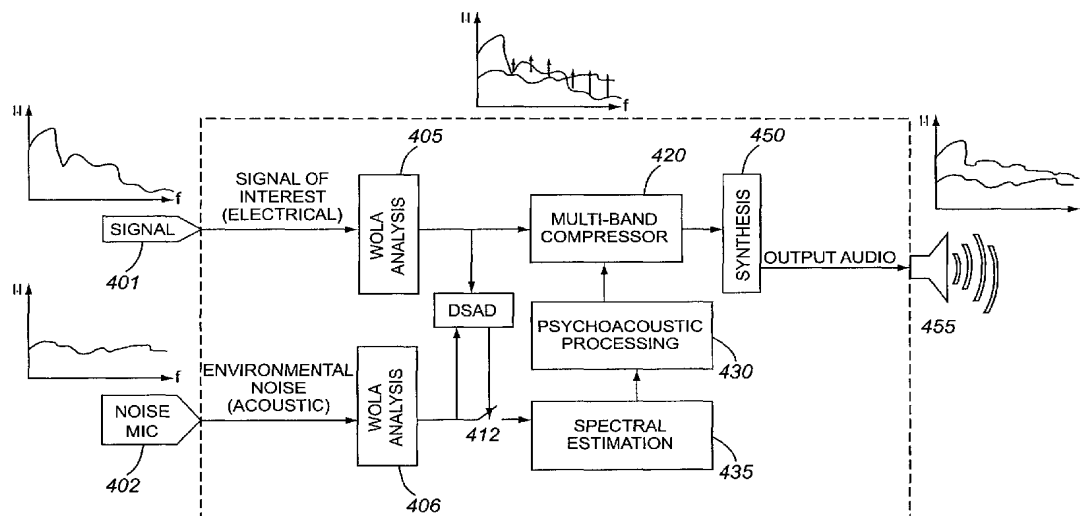 |·|
f
|·|
f
|·|
f
|·|
405
420
450
SIGNAL OF
INTEREST
(ELECTRICAL)
SIGNAL
401
WOLA
ANALYSIS
MULTI-BAND
COMPRESSOR
SYNTHESIS
OUTPUT AUDIO
455
DSAD
PSYCHOACOUSTIC
PROCESSING
430
ENVIRONMENTAL
NOISE
(ACOUSTIC)
NOISE
MIC
402
WOLA
ANALYSIS
406
412
SPECTRAL
ESTIMATION
435